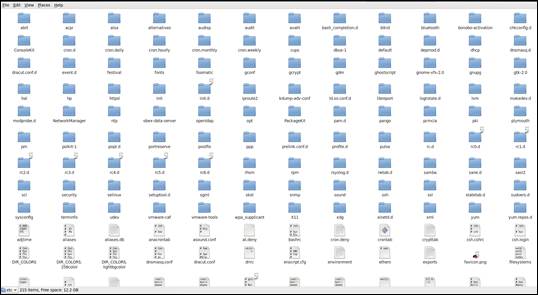 File Edit View Places Help
abrt acpi alsa alternatives audisp audit avahi bash_completion.d blkid bluetooth bonobo-activation chkconfig.d
ConsoleKit cron.d cron.daily cron.hourly cron.monthly cron.weekly cups dbus-1 default depmod.d dhcp dnsmasq.d
dracut.conf.d event.d festival fonts foomatic gconf gcrypt gdm ghostscript gnome-vfs-2.0 gnupg gtk-2.0
hal hp httpd init init.d iproute2 kdump-adv-conf ld.so.conf.d libreport logrotate.d lvm makedev.d
modprobe.d NetworkManager ntp obex-data-server openldap opt PackageKit pam.d pango pcmcia pki plymouth
pm polkit-1 popt.d portreserve postfix ppp prelink.conf.d profile.d pulse rc.d rc0.d rc1.d
rc2.d rc3.d rc4.d rc5.d rc6.d rhsm rpm rsyslog.d rwtab.d samba sane.d sasl2
scl security selinux setuptool.d sgml skel snmp sound ssh ssl statetab.d sudoers.d
sysconfig terminfo udev vmware-caf vmware-tools wpa_supplicant X11 xdg xinetd.d xml yum yum.repos.d
adjtime aliases aliases.db anacrontab asound.conf at.deny bashrc cron.deny crontab crypttab csh.cshrc csh.login
DIR_COLORS DIR_COLORS. DIR_COLORS. dnsmasq.conf dracut.conf drirc enscript.cfg environment ethers exports favicon.png filesystems
256color lightbgcolor
etc 215 items, Free space: 12.2 GB